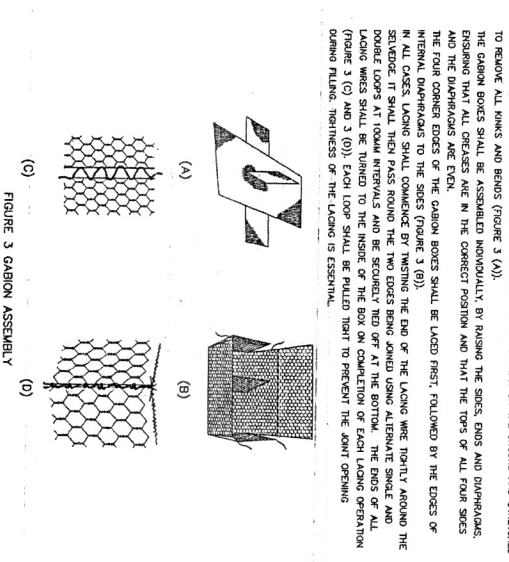 TO REMOVE ALL KINKS AND BENDS (FIGURE 3 (A)).
THE GABION BOXES SHALL BE ASSEMBLED INDIVIDUALLY, BY RAISING THE SIDES, ENDS AND DIAPHRAGMS,
ENSURING THAT ALL CREASES ARE IN THE CORRECT POSITION AND THAT THE TOPS OF ALL FOUR SIDES
AND THE DIAPHRAGMS ARE EVEN.
THE FOUR CORNER EDGES OF THE GABION BOXES SHALL BE LACED FIRST, FOLLOWED BY THE EDGES OF
INTERNAL DIAPHRAGMS TO THE SIDES (FIGURE 3 (B)).
IN ALL CASES, LACING SHALL COMMENCE BY TWISTING THE END OF THE LACING WIRE TIGHTLY AROUND THE
SELVEDGE. IT SHALL THEN PASS ROUND THE TWO EDGES BEING JOINED USING ALTERNATE SINGLE AND
DOUBLE LOOPS AT 100MM INTERVALS AND BE SECURELY TIED OFF AT THE BOTTOM. THE ENDS OF ALL
LACING WIRES SHALL BE TURNED TO THE INSIDE OF THE BOX ON COMPLETION OF EACH LACING OPERATION
(FIGURE 3 (C) AND 3 (D)). EACH LOOP SHALL BE PULLED TIGHT TO PREVENT THE JOINT OPENING
DURING FILLING. TIGHTNESS OF THE LACING IS ESSENTIAL.
(A)
(B)
(C)
(D)
FIGURE 3 GABION ASSEMBLY